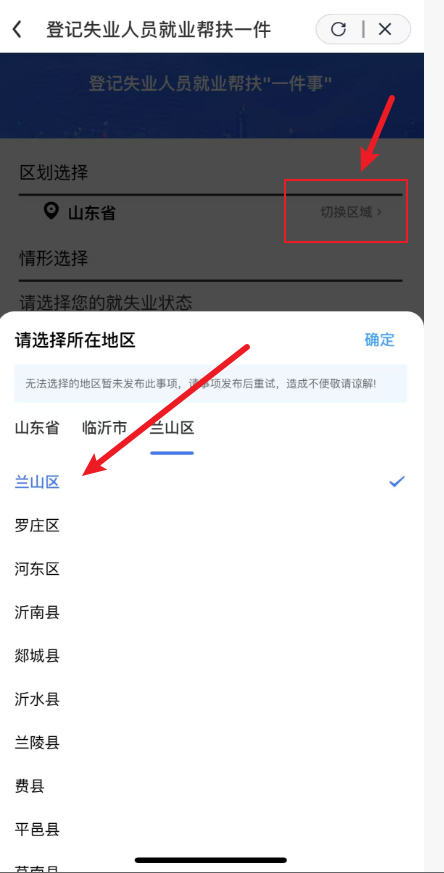 登记失业人员就业帮扶一件
登记失业人员就业帮扶"一件事"
区划选择
山东省 切换区域 >
情形选择
请选择您的就失业状态
请选择所在地区 确定
无法选择的地区暂未发布此事项，请事项发布后重试，造成不便敬请谅解!
山东省 临沂市 兰山区
兰山区
罗庄区
河东区
沂南县
郯城县
沂水县
兰陵县
费县
平邑县
莒南县